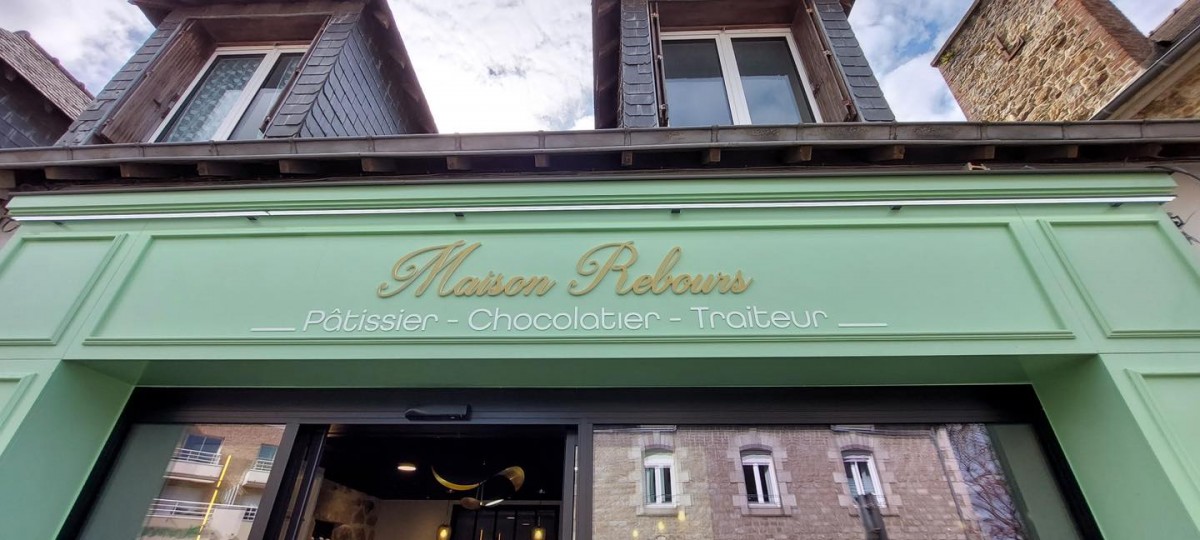 Maison Rebours
Pâtissier - Chocolatier - Traiteur